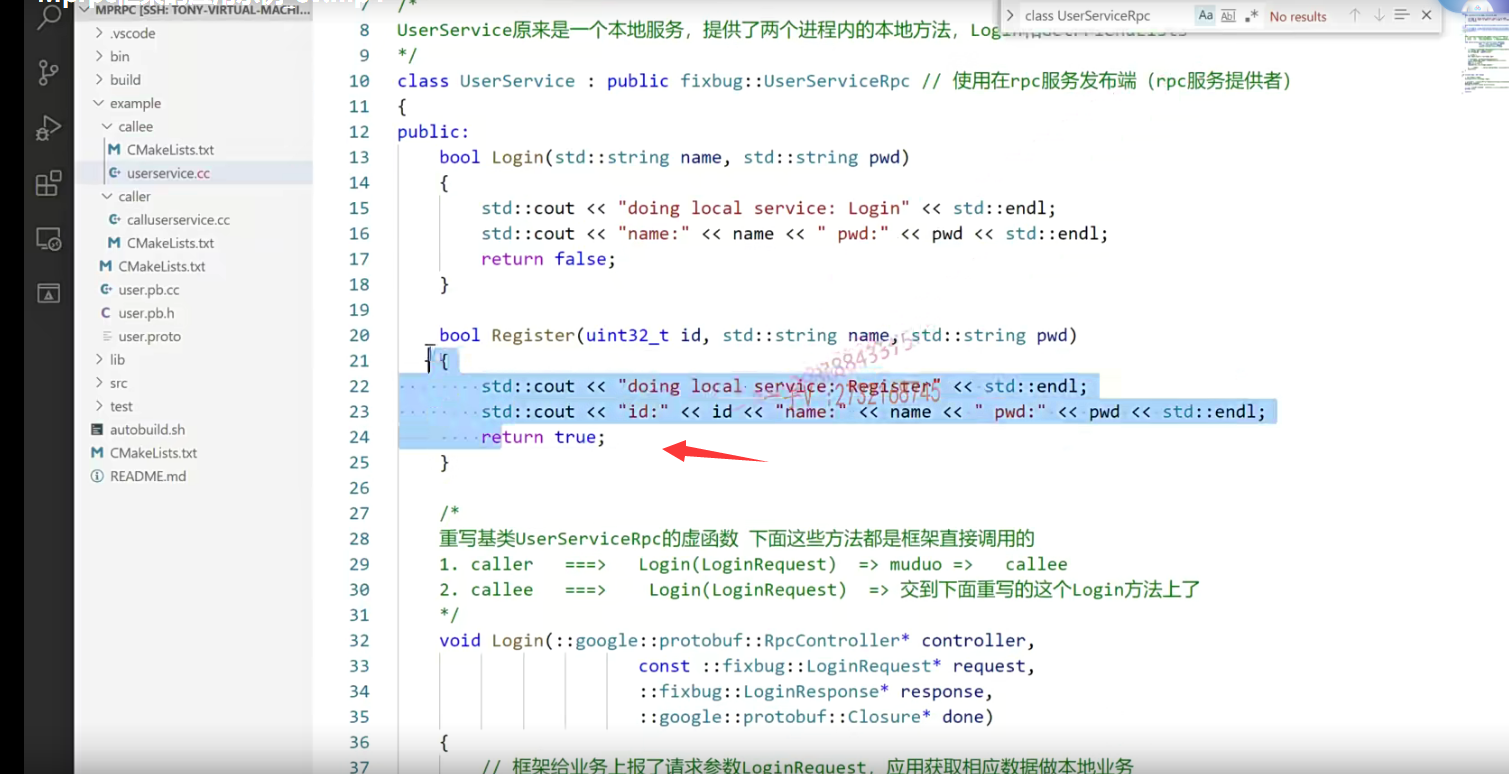 MPRPC [SSH: TONY-VIRTUAL-MACHI...
.vscode
bin
build
example
callee
CMakeLists.txt
userservice.cc
caller
calluserservice.cc
CMakeLists.txt
CMakeLists.txt
user.pb.cc
user.pb.h
user.proto
lib
src
test
autobuild.sh
CMakeLists.txt
README.md
class UserServiceRpc Aa Abl .* No results
7 /*
8 UserService原来是一个本地服务，提供了两个进程内的本地方法，Login和GetFriendLists
9 */
10 class UserService : public fixbug::UserServiceRpc // 使用在rpc服务发布端（rpc服务提供者）
11 {
12 public:
13 bool Login(std::string name, std::string pwd)
14 {
15 std::cout << "doing local service: Login" << std::endl;
16 std::cout << "name:" << name << " pwd:" << pwd << std::endl;
17 return false;
18 }
19
20 bool Register(uint32_t id, std::string name, std::string pwd)
21 {
22 std::cout << "doing local service: Register" << std::endl;
23 std::cout << "id:" << id << "name:" << name << " pwd:" << pwd << std::endl;
24 return true;
25 }
26
27 /*
28 重写基类UserServiceRpc的虚函数 下面这些方法都是框架直接调用的
29 1. caller ===> Login(LoginRequest) => muduo => callee
30 2. callee ===> Login(LoginRequest) => 交到下面重写的这个Login方法上了
31 */
32 void Login(::google::protobuf::RpcController* controller,
33 const ::fixbug::LoginRequest* request,
34 ::fixbug::LoginResponse* response,
35 ::google::protobuf::Closure* done)
36 {
37 // 框架给业务上报了请求参数LoginRequest，应用获取相应数据做本地业务